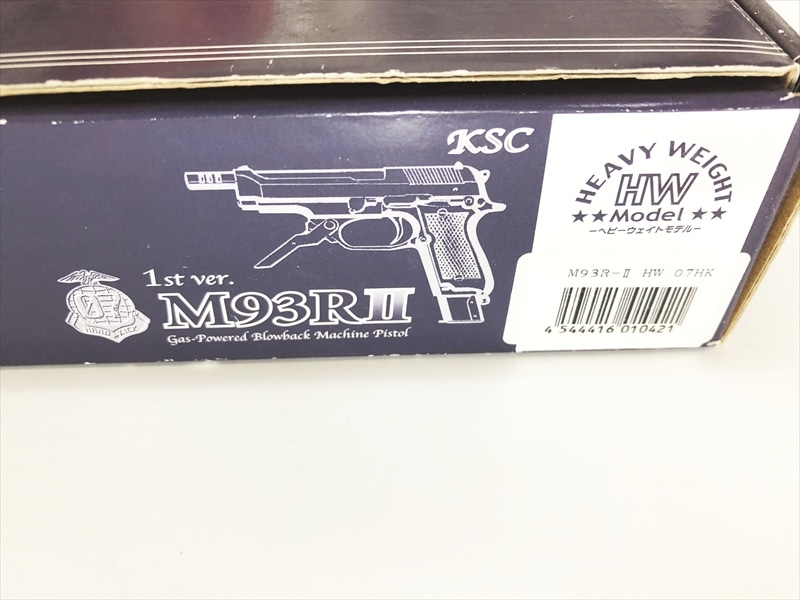 KSC
HEAVY WEIGHT
HW
★★Model★★
-ヘビーウェイトモデル-
1st ver.
M93RII
Gas-Powered Blowback Machine Pistol
M93R-II HW 07HK
4 544416 010421